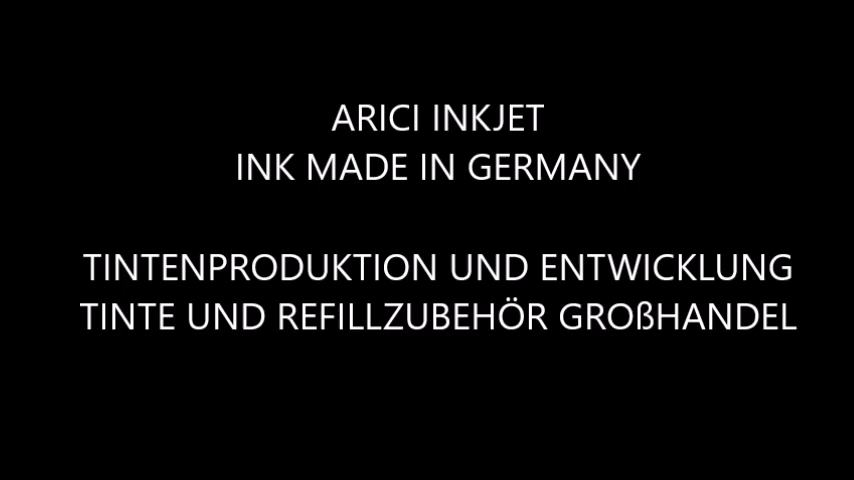 ARICI INKJET
INK MADE IN GERMANY
TINTENPRODUKTION UND ENTWICKLUNG
TINTE UND REFILLZUBEHÖR GROßHANDEL